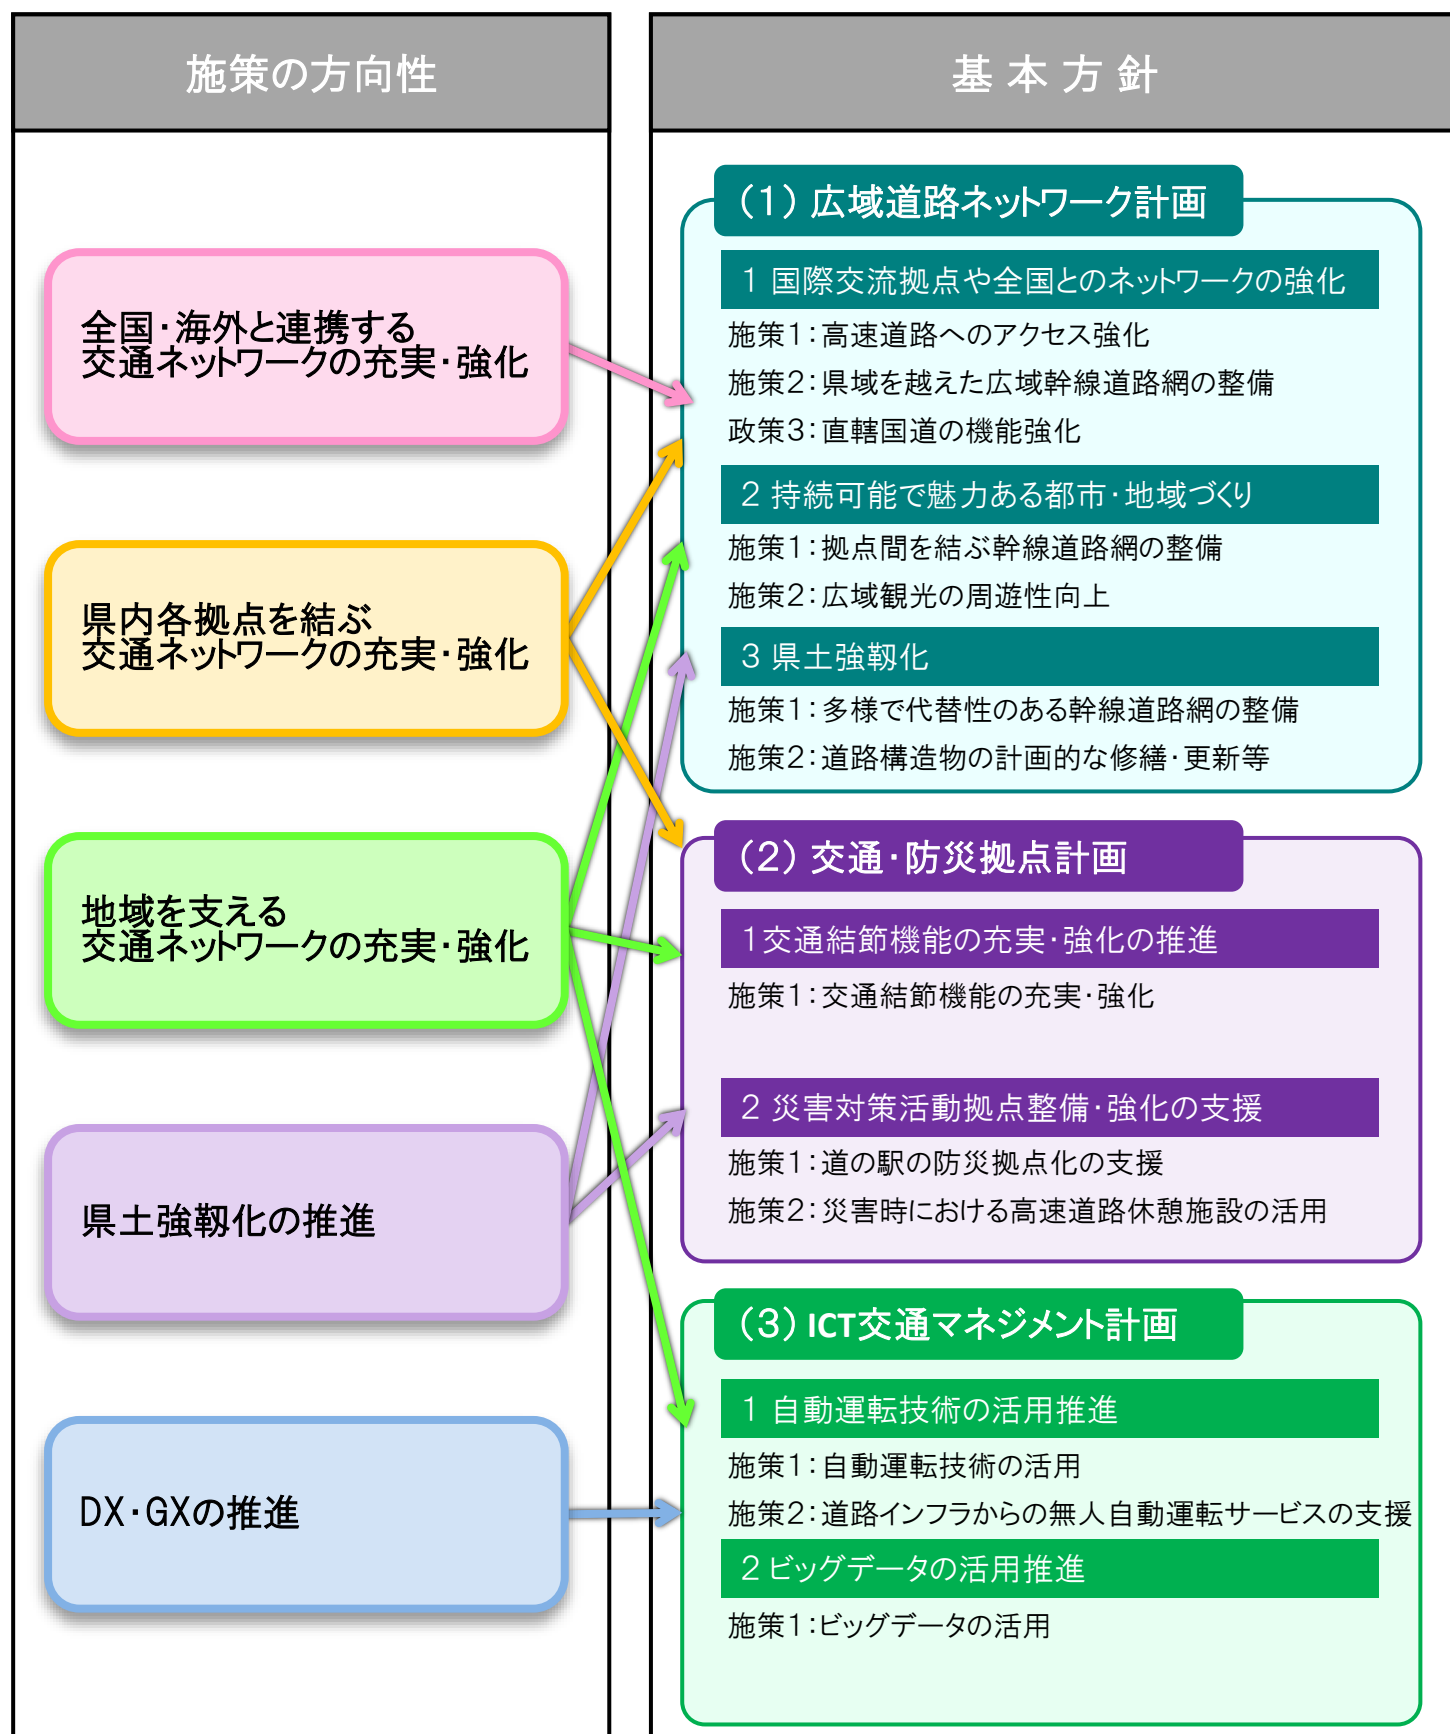 施策の方向性
全国・海外と連携する
交通ネットワークの充実・強化
県内各拠点を結ぶ
交通ネットワークの充実・強化
地域を支える
交通ネットワークの充実・強化
県土強靱化の推進
DX・GXの推進
基本方針
（1）広域道路ネットワーク計画
1 国際交流拠点や全国とのネットワークの強化
施策1：高速道路へのアクセス強化
施策2：県域を越えた広域幹線道路網の整備
政策3：直轄国道の機能強化
2 持続可能で魅力ある都市・地域づくり
施策1：拠点間を結ぶ幹線道路網の整備
施策2：広域観光の周遊性向上
3 県土強靱化
施策1：多様で代替性のある幹線道路網の整備
施策2：道路構造物の計画的な修繕・更新等
（2）交通・防災拠点計画
1交通結節機能の充実・強化の推進
施策1：交通結節機能の充実・強化
2 災害対策活動拠点整備・強化の支援
施策1：道の駅の防災拠点化の支援
施策2：災害時における高速道路休憩施設の活用
（3）ICT交通マネジメント計画
1 自動運転技術の活用推進
施策1：自動運転技術の活用
施策2：道路インフラからの無人自動運転サービスの支援
2 ビッグデータの活用推進
施策1：ビッグデータの活用